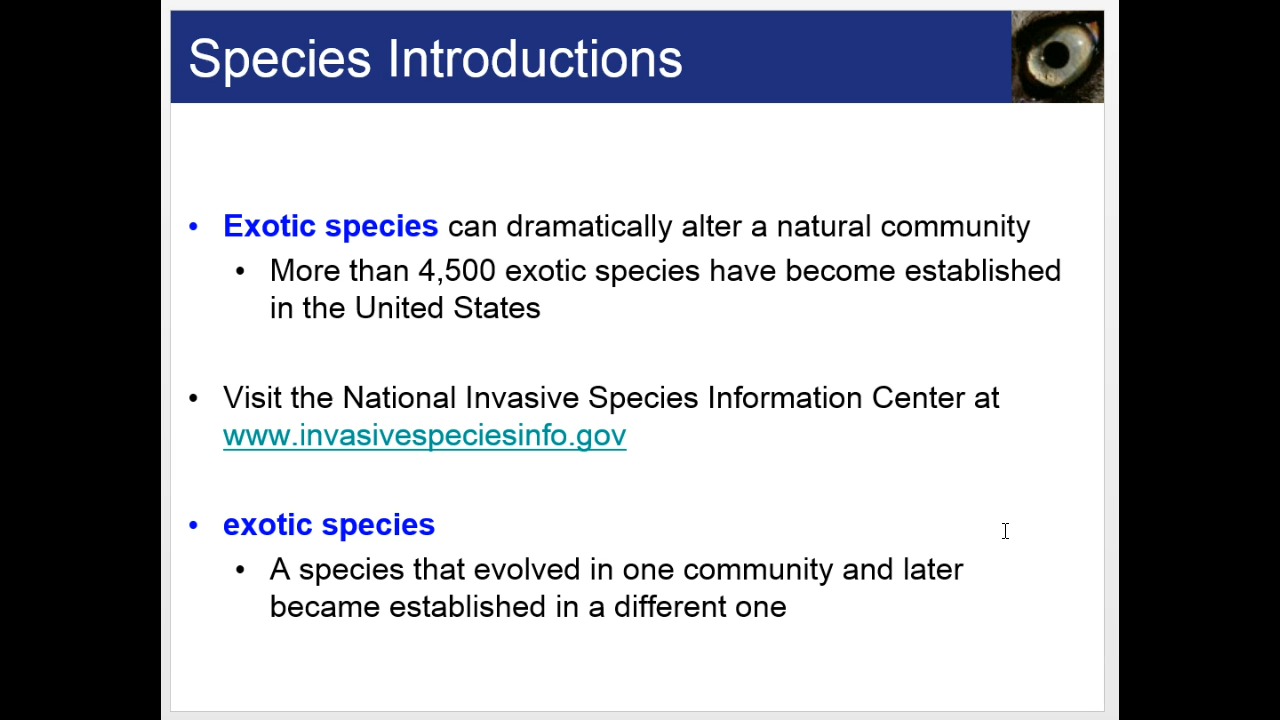 Species Introductions
• Exotic species can dramatically alter a natural community
• More than 4,500 exotic species have become established
in the United States
• Visit the National Invasive Species Information Center at
www.invasivespeciesinfo.gov
• exotic species
• A species that evolved in one community and later
became established in a different one